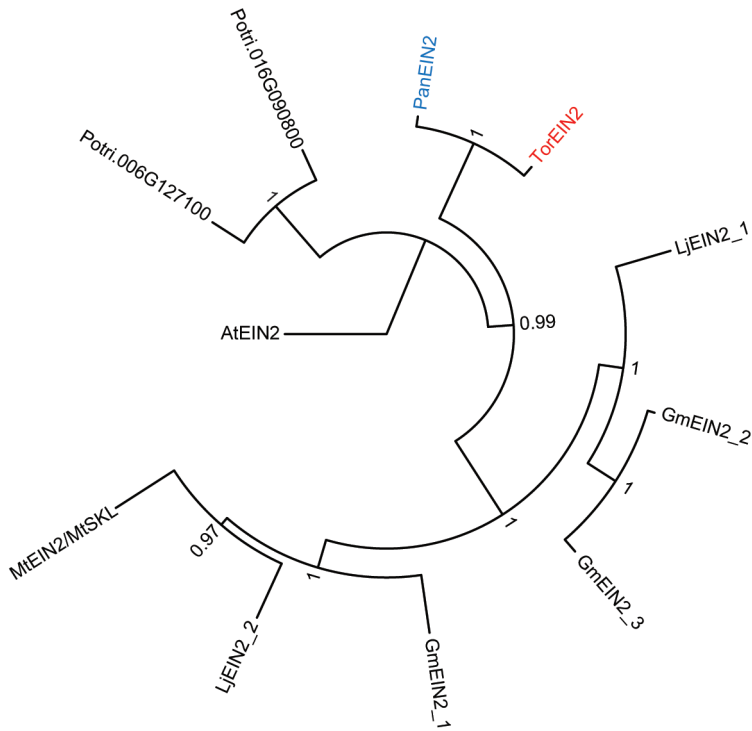 Potri.016G090800
PanEIN2
1
TorEIN2
Potri.006G127100
1
LjEIN2_1
AtEIN2
0.99
1
GmEIN2_2
1
MtEIN2/MtSKL
0.97
1
1
GmEIN2_3
LjEIN2_2
GmEIN2_1